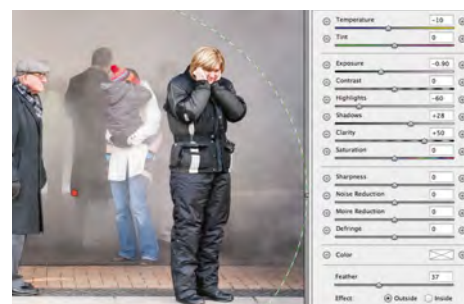 Temperature -10
Tint 0
Exposure -0.90
Contrast 0
Highlights -60
Shadows +28
Clarity +50
Saturation 0
Sharpness 0
Noise Reduction 0
Moire Reduction 0
Defringe 0
Color
Feather 37
Effect Outside Inside